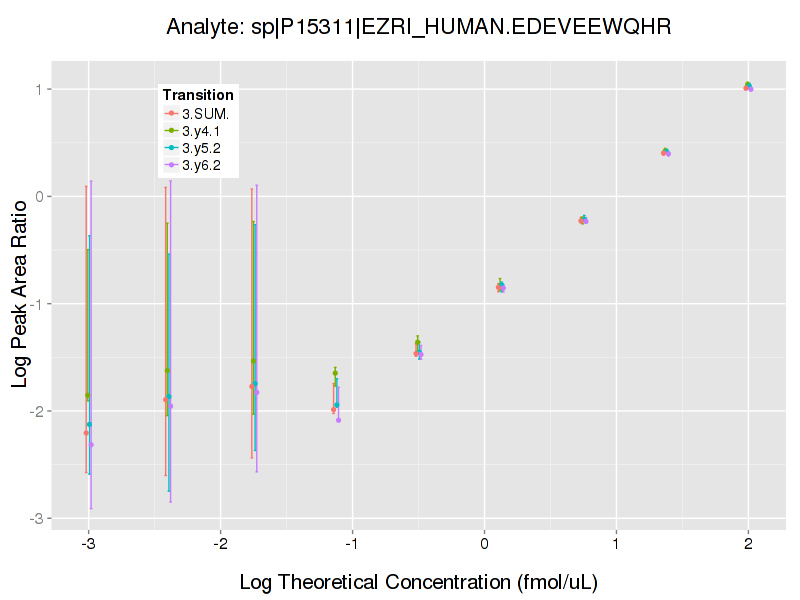 Analyte: sp|P15311|EZRI_HUMAN.EDEVEEWQHR
Transition
3.SUM.
3.y4.1
3.y5.2
3.y6.2
Log Peak Area Ratio
1
0
-1
-2
-3
-3 -2 -1 0 1 2
Log Theoretical Concentration (fmol/uL)